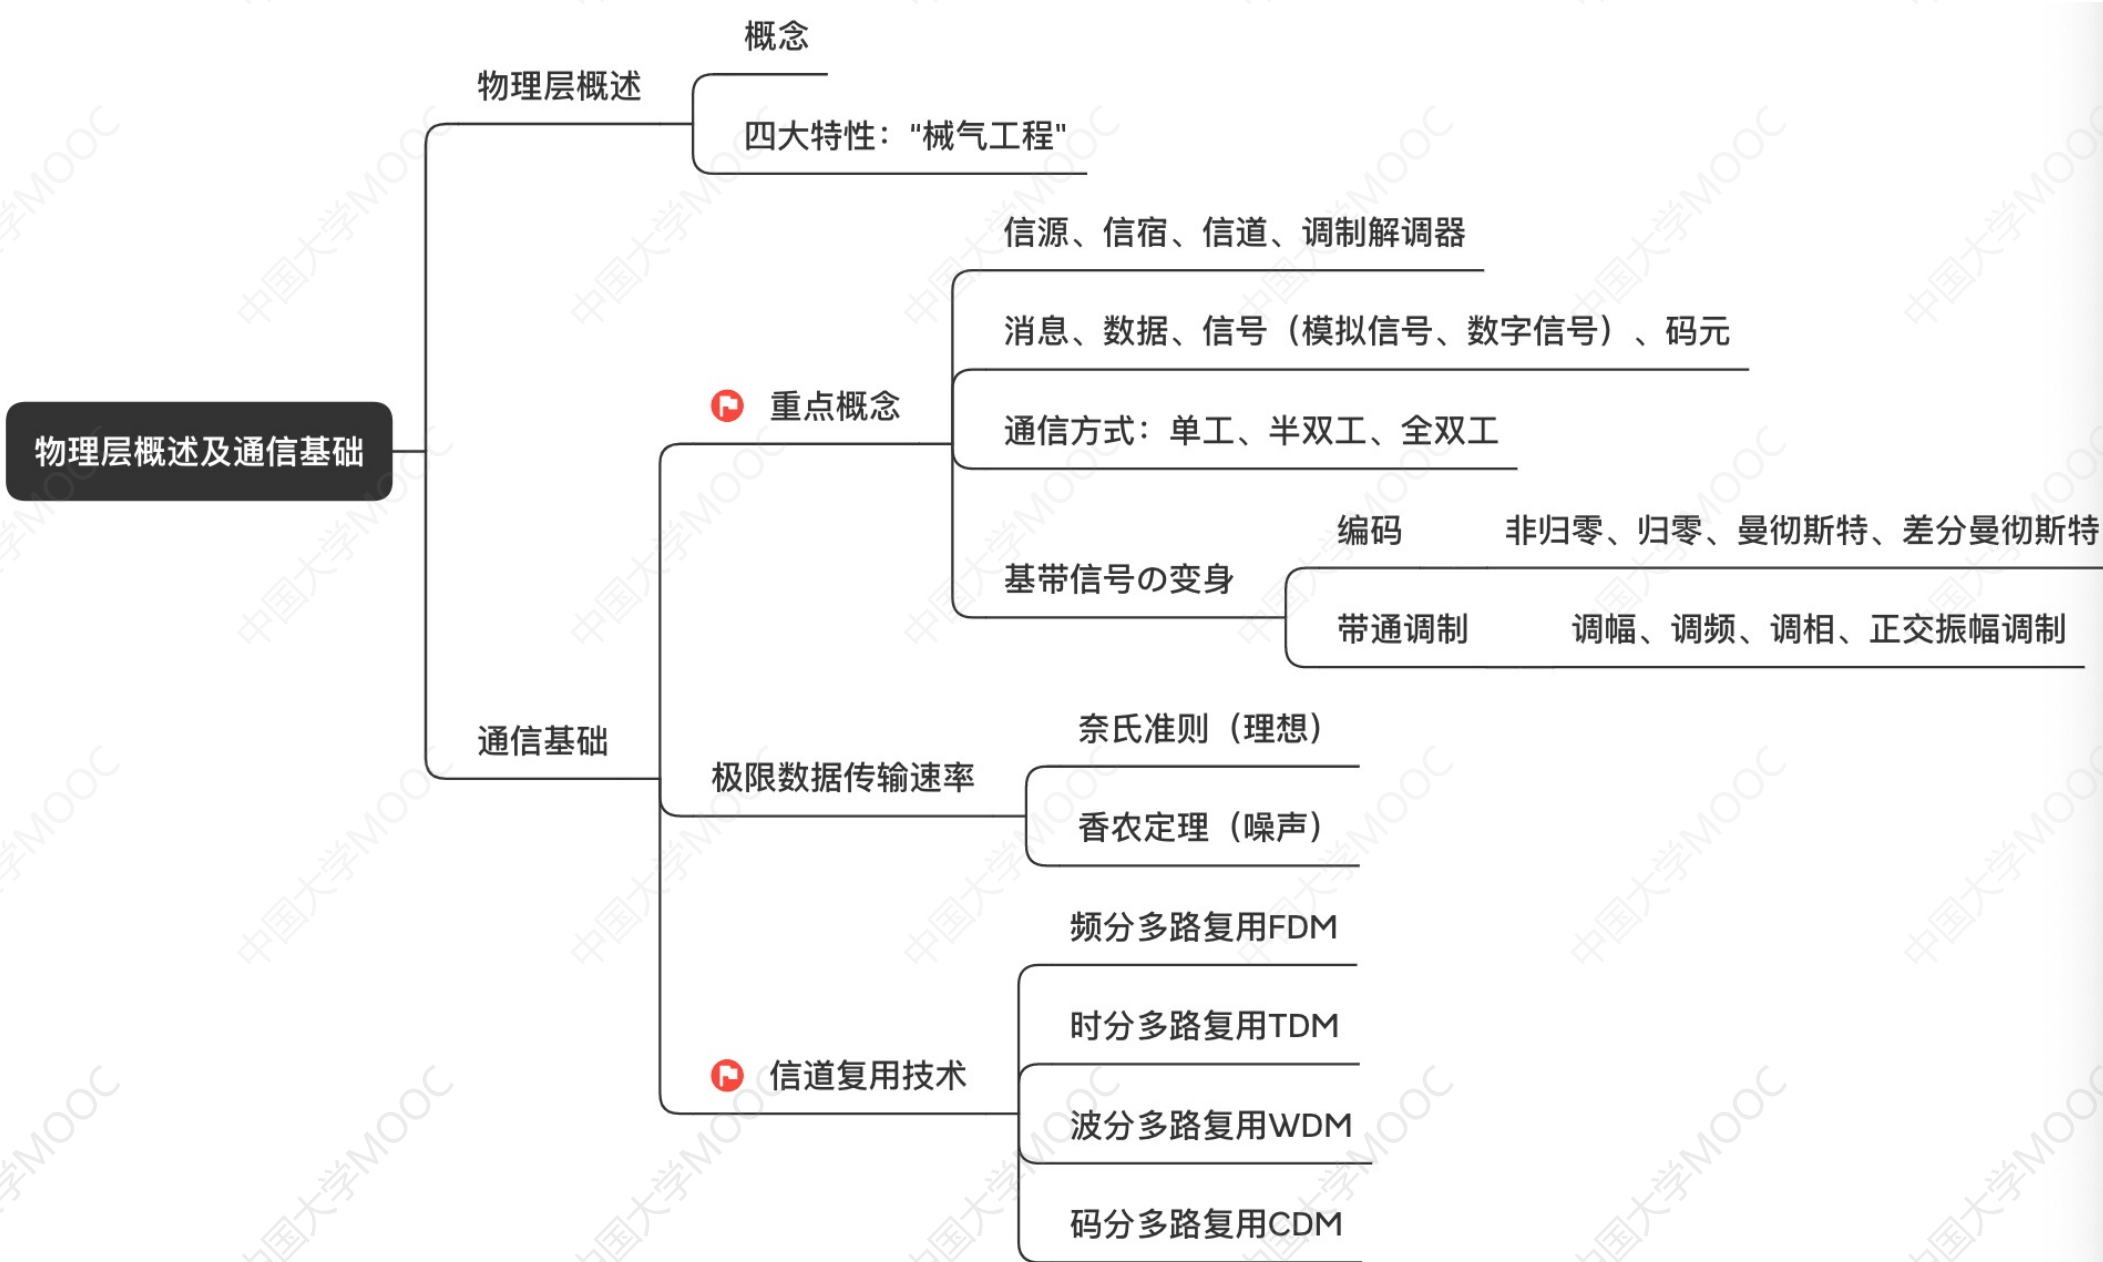 概念
物理层概述
四大特性：“械气工程"
信源、信宿、信道、调制解调器
消息、数据、信号（模拟信号、数字信号）、码元
重点概念
通信方式：单工、半双工、全双工
物理层概述及通信基础
编码 非归零、归零、曼彻斯特、差分曼彻斯特
基带信号の变身
带通调制 调幅、调频、调相、正交振幅调制
奈氏准则（理想）
通信基础
极限数据传输速率
香农定理（噪声）
频分多路复用FDM
时分多路复用TDM
信道复用技术
波分多路复用WDM
码分多路复用CDM
中国大学MOOC